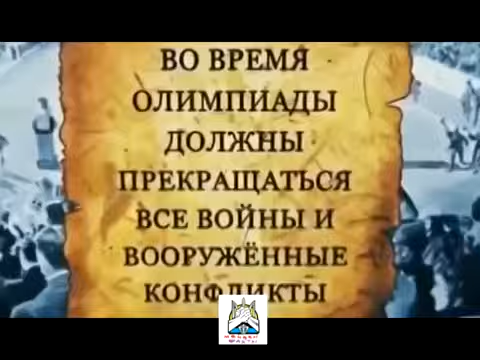 ВО ВРЕМЯ
ОЛИМПИАДЫ
ДОЛЖНЫ
ПРЕКРАЩАТЬСЯ
ВСЕ ВОЙНЫ И
ВООРУЖЁННЫЕ
КОНФЛИКТЫ